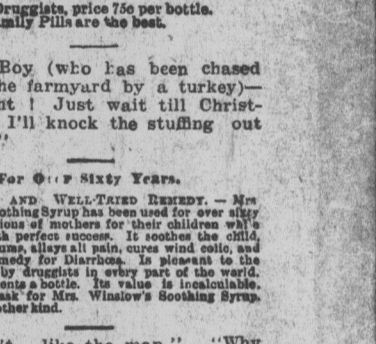 Druggists, price 75c per bottle.
mily Pills are the best.
Boy (who has been chased
he farmyard by a turkey)—
nt ! Just wait till Christ-
I'll knock the stuffing out
"
For Over Sixty Years.
AND WELL-TRIED REMEDY. — Mrs
othing Syrup has been used for over sixty
ions of mothers for their children while
h perfect success. It soothes the child,
ums, allays all pain, cures wind colic, and
medy for Diarrhœa. Is pleasant to the
by druggists in every part of the world.
ents a bottle. Its value is incalculable.
ask for Mrs. Winslow's Soothing Syrup.
other kind.
like the man." "Why